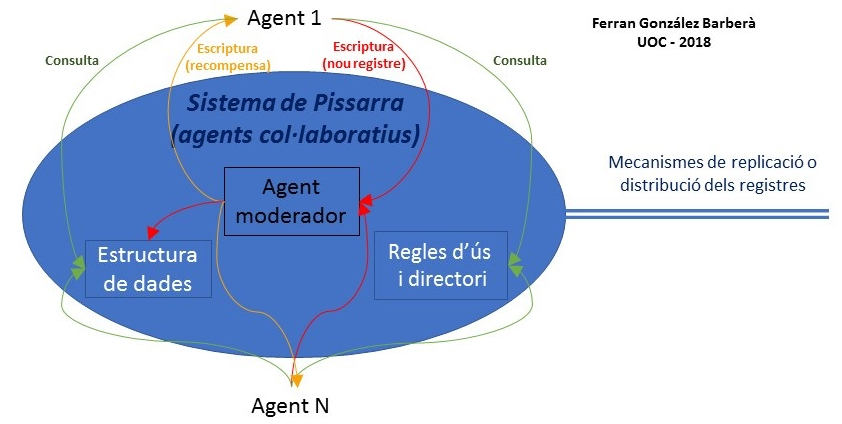 Agent 1
Ferran González Barberà
UOC - 2018
Consulta
Escriptura
(recompensa)
Escriptura
(nou registre)
Consulta
Sistema de Pissarra
(agents col·laboratius)
Mecanismes de replicació o
distribució dels registres
Agent
moderador
Estructura
de dades
Regles d’ús
i directori
Agent N